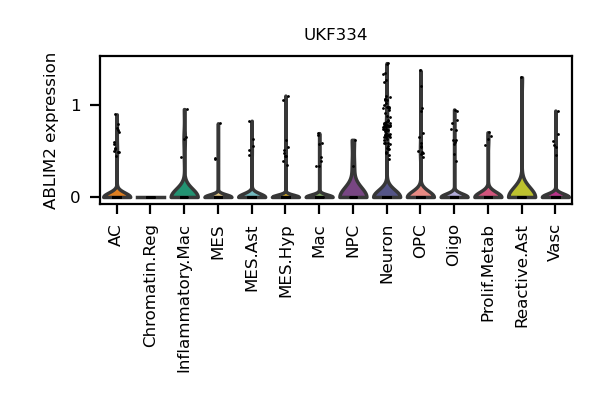 UKF334
ABLIM2 expression
1
0
AC
Chromatin.Reg
Inflammatory.Mac
MES
MES.Ast
MES.Hyp
Mac
NPC
Neuron
OPC
Oligo
Prolif.Metab
Reactive.Ast
Vasc